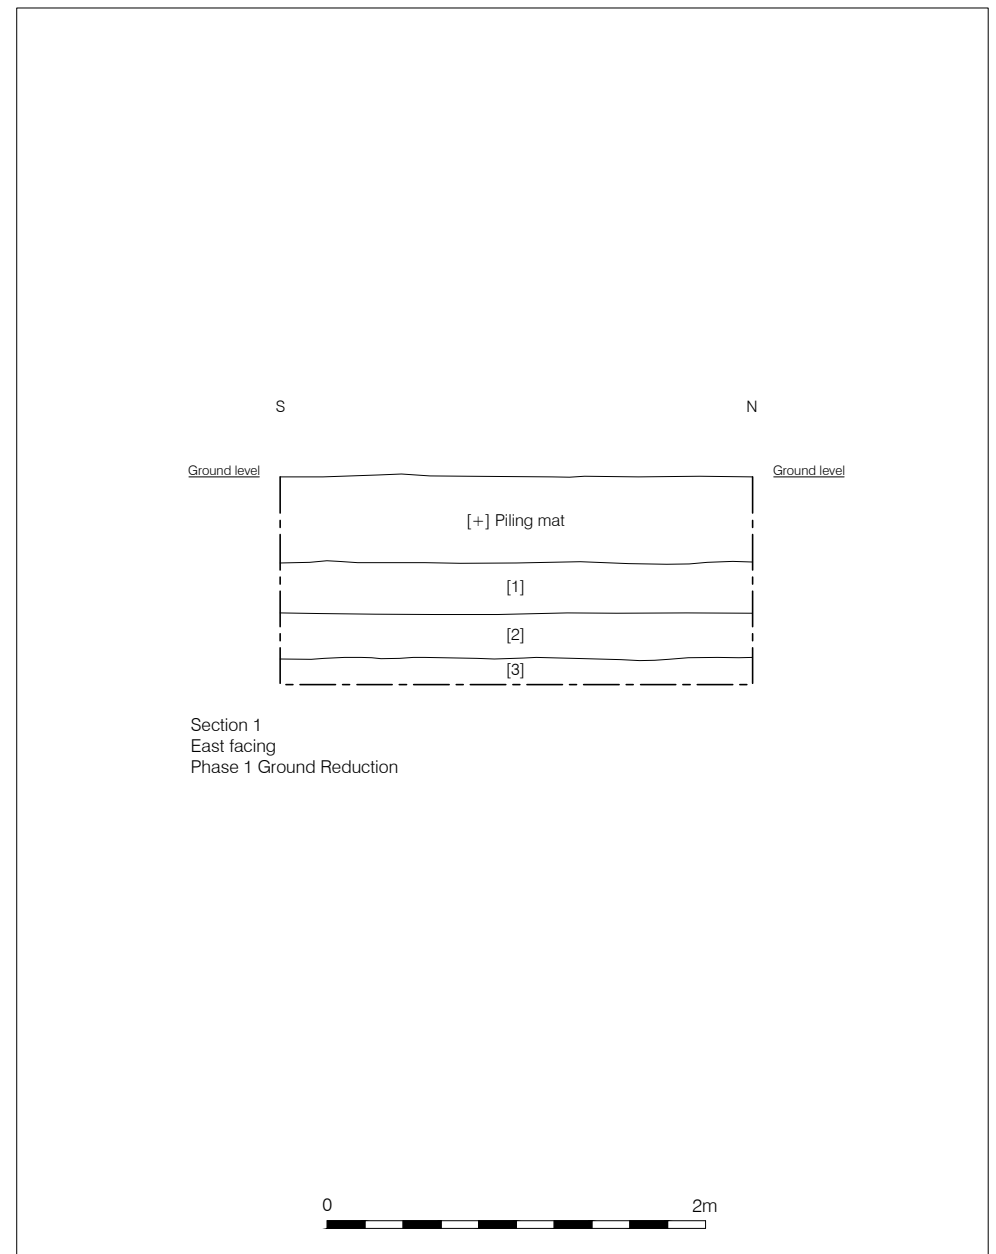 S N
Ground level Ground level
[+] Piling mat
[1]
[2]
[3]
Section 1
East facing
Phase 1 Ground Reduction
0 2m